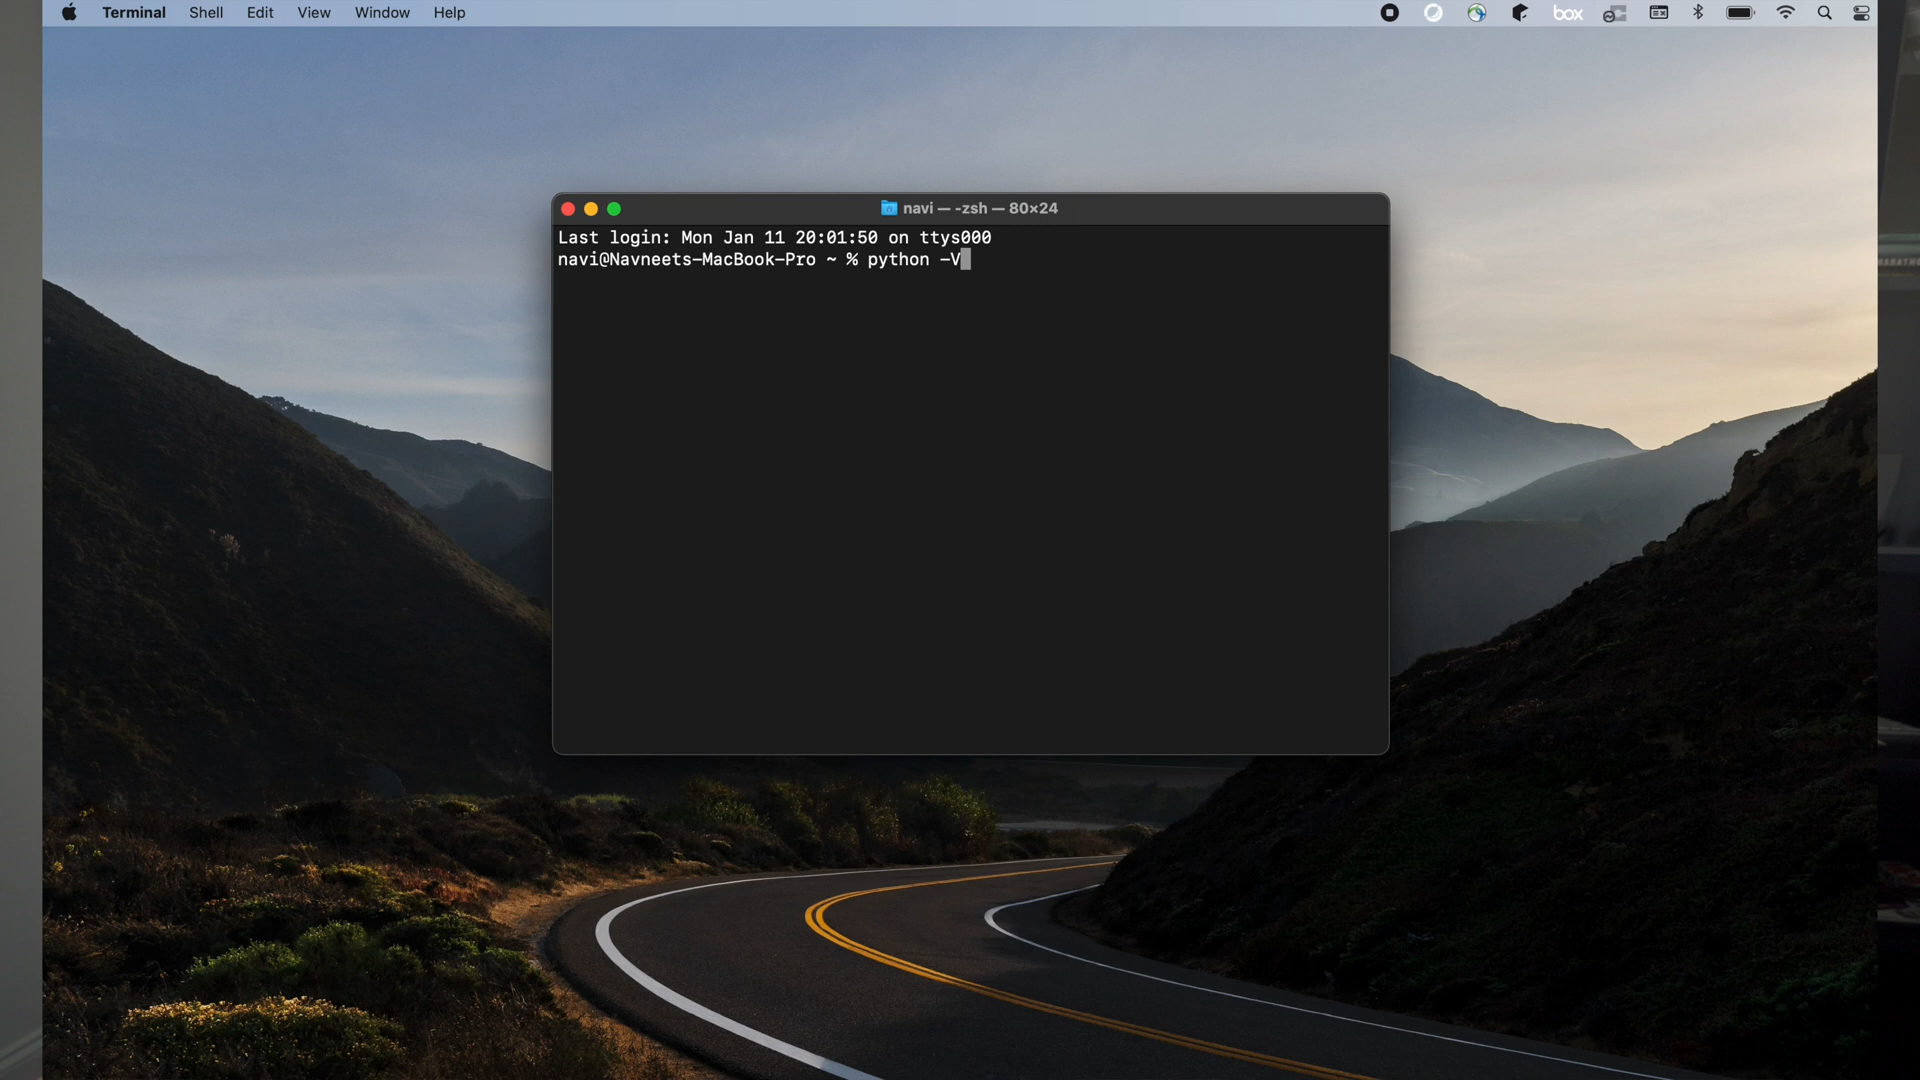 Terminal Shell Edit View Window Help box
navi — -zsh — 80×24
Last login: Mon Jan 11 20:01:50 on ttys000
navi@Navneets-MacBook-Pro ~ % python -V